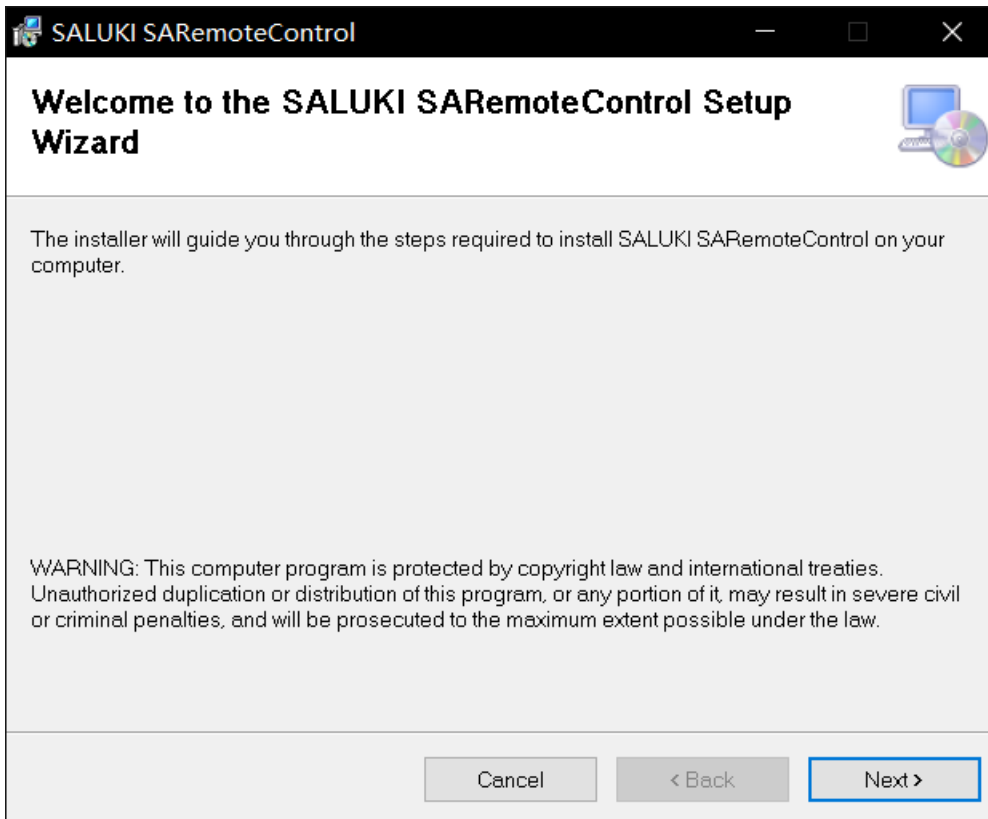 SALUKI SARemoteControl
Welcome to the SALUKI SARemoteControl Setup
Wizard
The installer will guide you through the steps required to install SALUKI SARemoteControl on your
computer.
WARNING: This computer program is protected by copyright law and international treaties.
Unauthorized duplication or distribution of this program, or any portion of it, may result in severe civil
or criminal penalties, and will be prosecuted to the maximum extent possible under the law.
Cancel
< Back
Next >